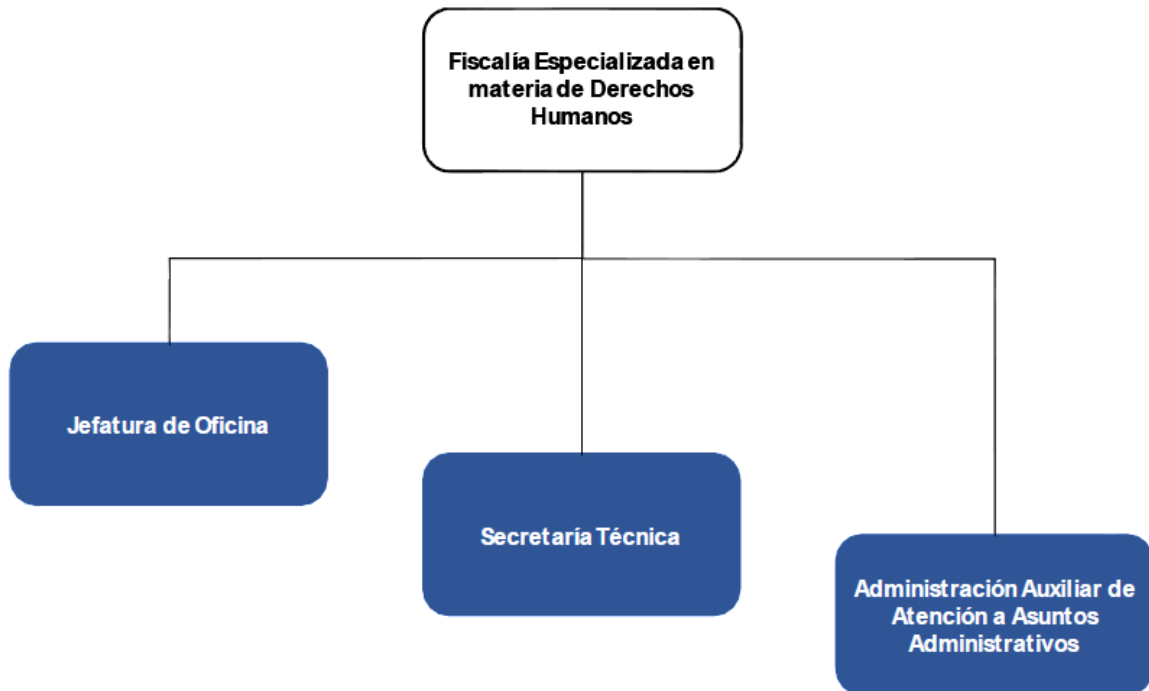 Fiscalía Especializada en
materia de Derechos
Humanos
Jefatura de Oficina
Secretaría Técnica
Administración Auxiliar de
Atención a Asuntos
Administrativos